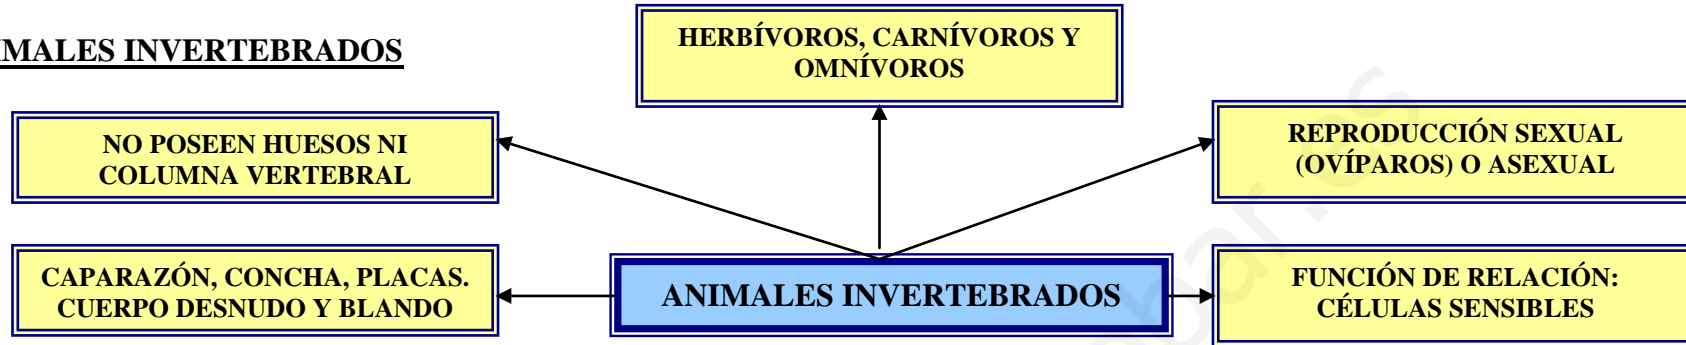 IMALES INVERTEBRADOS
HERBÍVOROS, CARNÍVOROS Y
OMNÍVOROS
NO POSEEN HUESOS NI
COLUMNA VERTEBRAL
REPRODUCCIÓN SEXUAL
(OVÍPAROS) O ASEXUAL
CAPARAZÓN, CONCHA, PLACAS.
CUERPO DESNUDO Y BLANDO
ANIMALES INVERTEBRADOS
FUNCIÓN DE RELACIÓN:
CÉLULAS SENSIBLES